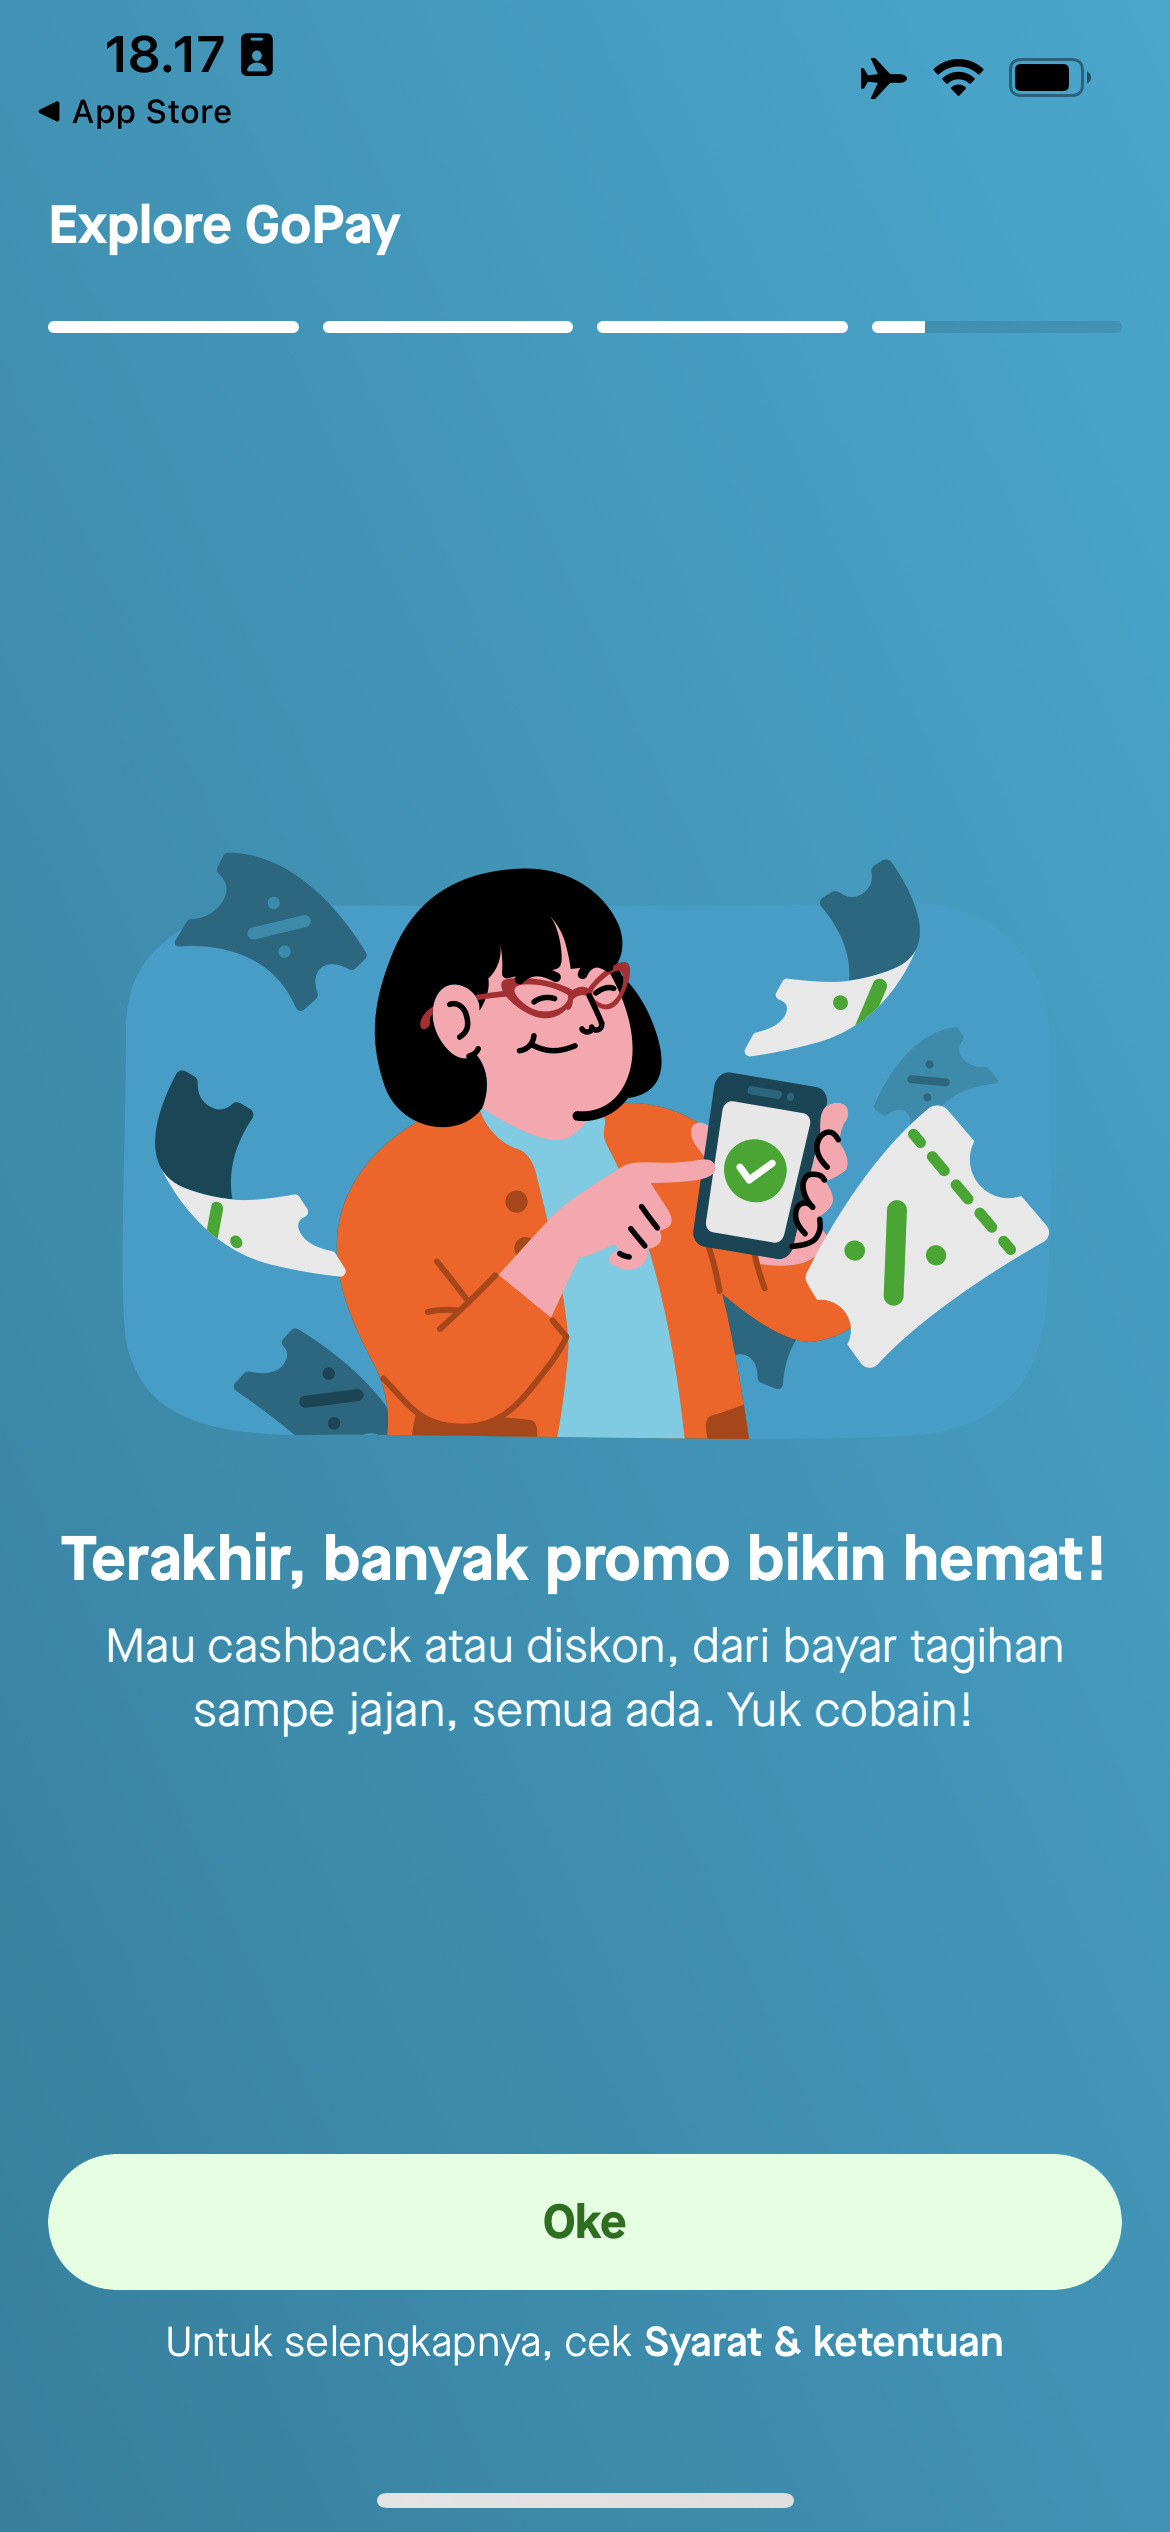 18.17
App Store
Explore GoPay
Terakhir, banyak promo bikin hemat!
Mau cashback atau diskon, dari bayar tagihan
sampe jajan, semua ada. Yuk cobain!
Oke
Untuk selengkapnya, cek Syarat & ketentuan